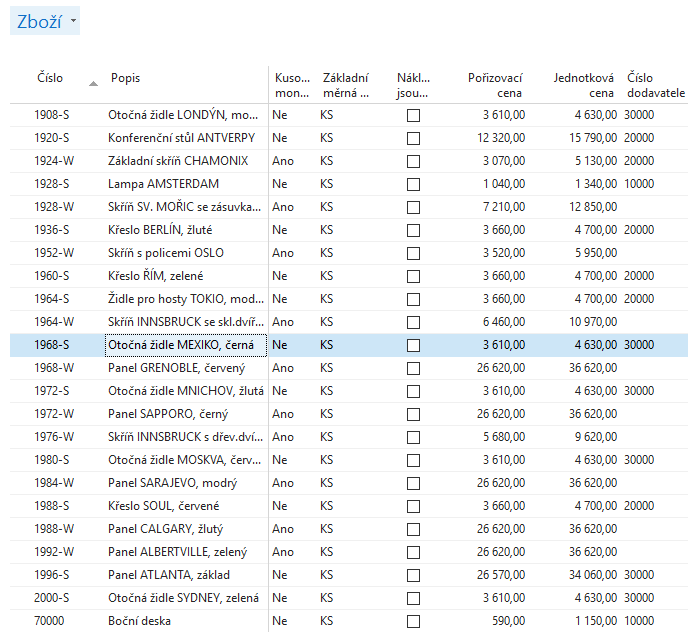 Zboží
Číslo Popis Kuso... mon... Základní měrná ... Nákl... jsou... Pořizovací cena Jednotková cena Číslo dodavatele
1908-S Otočná židle LONDÝN, mo... Ne KS 3 610,00 4 630,00 30000
1920-S Konferenční stůl ANTVERPY Ne KS 12 320,00 15 790,00 20000
1924-W Základní skříň CHAMONIX Ano KS 3 070,00 5 130,00 20000
1928-S Lampa AMSTERDAM Ne KS 1 040,00 1 340,00 10000
1928-W Skříň SV. MOŘIC se zásuvka... Ano KS 7 210,00 12 850,00
1936-S Křeslo BERLÍN, žluté Ne KS 3 660,00 4 700,00 20000
1952-W Skříň s policemi OSLO Ano KS 3 520,00 5 950,00
1960-S Křeslo ŘÍM, zelené Ne KS 3 660,00 4 700,00 20000
1964-S Židle pro hosty TOKIO, mod... Ne KS 3 660,00 4 700,00 20000
1964-W Skříň INNSBRUCK se skl.dvíř... Ano KS 6 460,00 10 970,00
1968-S Otočná židle MEXIKO, černá Ne KS 3 610,00 4 630,00 30000
1968-W Panel GRENOBLE, červený Ano KS 26 620,00 36 620,00
1972-S Otočná židle MNICHOV, žlutá Ne KS 3 610,00 4 630,00 30000
1972-W Panel SAPPORO, černý Ano KS 26 620,00 36 620,00
1976-W Skříň INNSBRUCK s dřev.dví... Ano KS 5 680,00 9 620,00
1980-S Otočná židle MOSKVA, červ... Ne KS 3 610,00 4 630,00 30000
1984-W Panel SARAJEVO, modrý Ano KS 26 620,00 36 620,00
1988-S Křeslo SOUL, červené Ne KS 3 660,00 4 700,00 20000
1988-W Panel CALGARY, žlutý Ano KS 26 620,00 36 620,00
1992-W Panel ALBERTVILLE, zelený Ano KS 26 620,00 36 620,00
1996-S Panel ATLANTA, základ Ne KS 26 570,00 34 060,00 30000
2000-S Otočná židle SYDNEY, zelená Ne KS 3 610,00 4 630,00 30000
70000 Boční deska Ne KS 590,00 1 150,00 10000